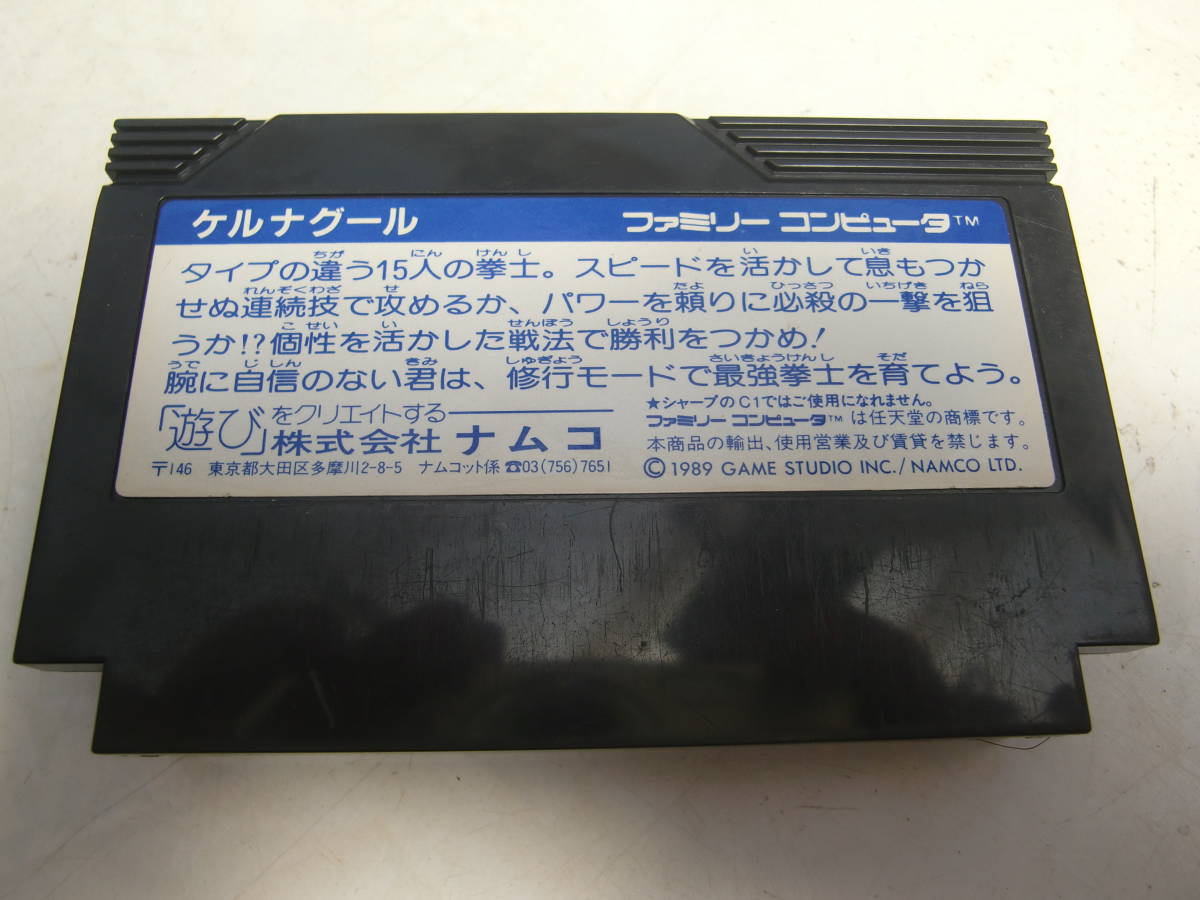 ケルナグール ファミリーコンピュータ™
タイプの違う15人の拳士。スピードを活かして息もつか
せぬ連続技で攻めるか、パワーを頼りに必殺の一撃を狙
うか!?個性を活かした戦法で勝利をつかめ!
腕に自信のない君は、修行モードで最強拳士を育てよう。
「遊び」をクリエイトする
株式会社ナムコ
〒146 東京都大田区多摩川2-8-5 ナムコット係 ☎03(756)7651
★シャープのC1ではご使用になれません。
ファミリーコンピュータ™は任天堂の商標です。
本商品の輸出、使用営業及び賃貸を禁じます。
©1989 GAME STUDIO INC./NAMCO LTD.